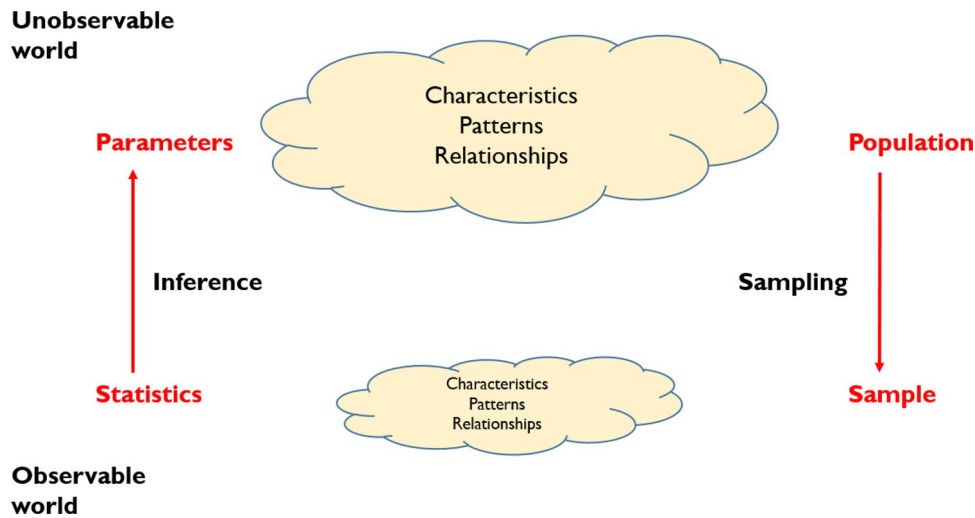 Unobservable
world
Characteristics
Patterns
Relationships
Parameters
Population
Inference
Sampling
Statistics
Characteristics
Patterns
Relationships
Sample
Observable
world